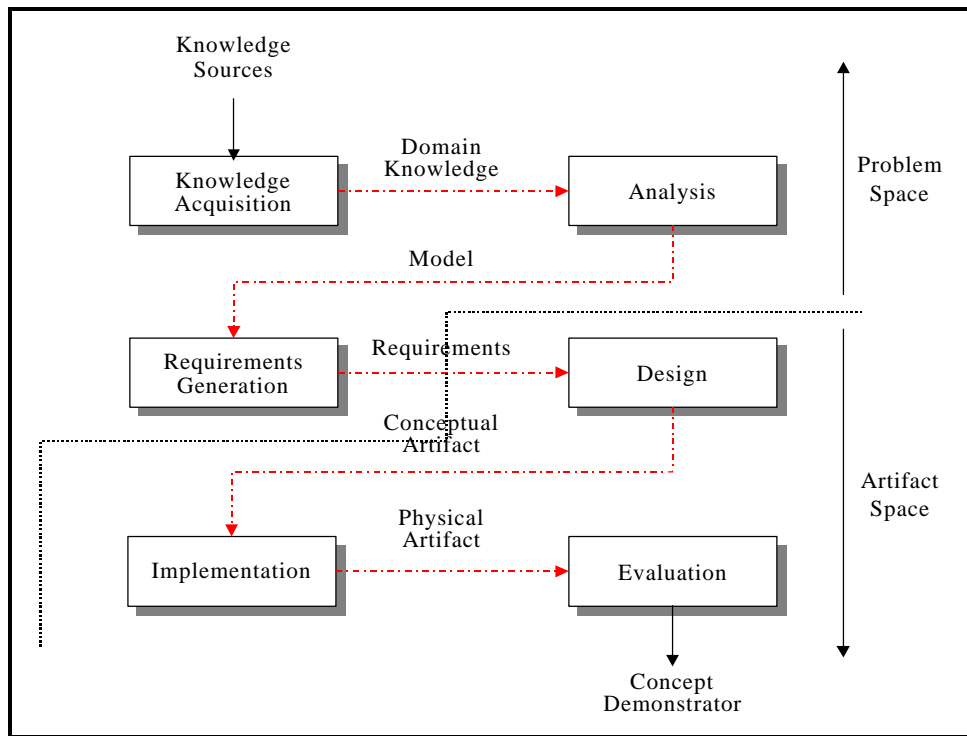 Knowledge
Sources
Domain
Knowledge
Knowledge
Acquisition
Analysis
Problem
Space
Model
Requirements
Generation
Requirements
Design
Conceptual
Artifact
Artifact
Space
Physical
Artifact
Implementation
Evaluation
Concept
Demonstrator